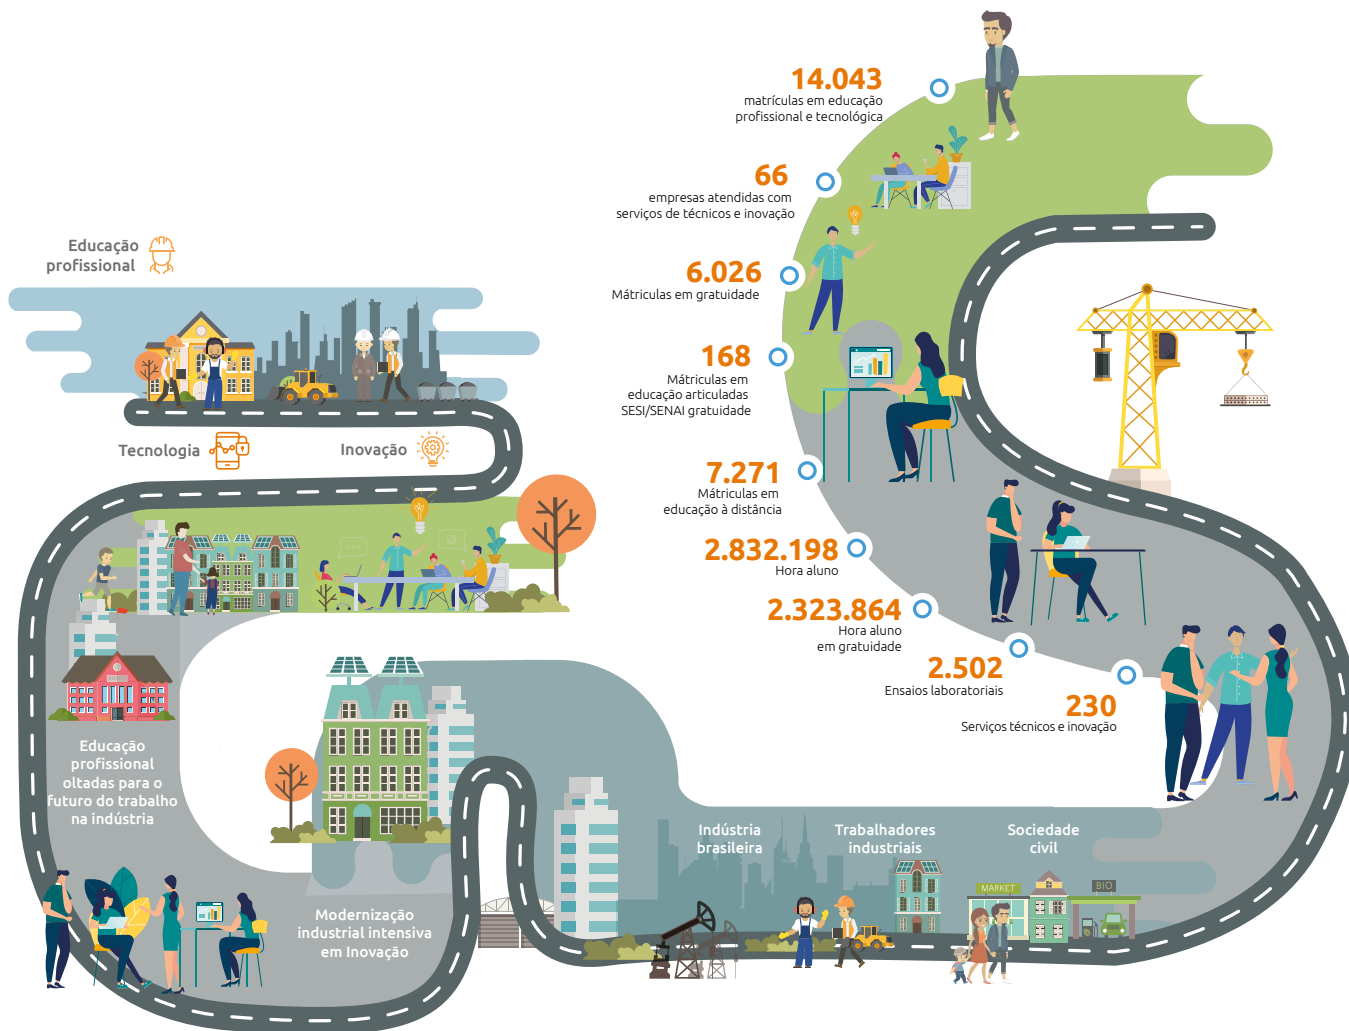 14.043
matrículas em educação
profissional e tecnológica
66
empresas atendidas com
serviços de técnicos e inovação
6.026
Mátriculas em gratuidade
168
Mátriculas em
educação articuladas
SESI/SENAI gratuidade
7.271
Mátriculas em
educação à distância
2.832.198
Hora aluno
2.323.864
Hora aluno
em gratuidade
2.502
Ensaios laboratoriais
230
Serviços técnicos e inovação
Educação
profissional
Tecnologia
Inovação
Educação
profissional
oltadas para o
futuro do trabalho
na indústria
Modernização
industrial intensiva
em Inovação
Indústria
brasileira
Trabalhadores
industriais
Sociedade
civil
MARKET
BIO